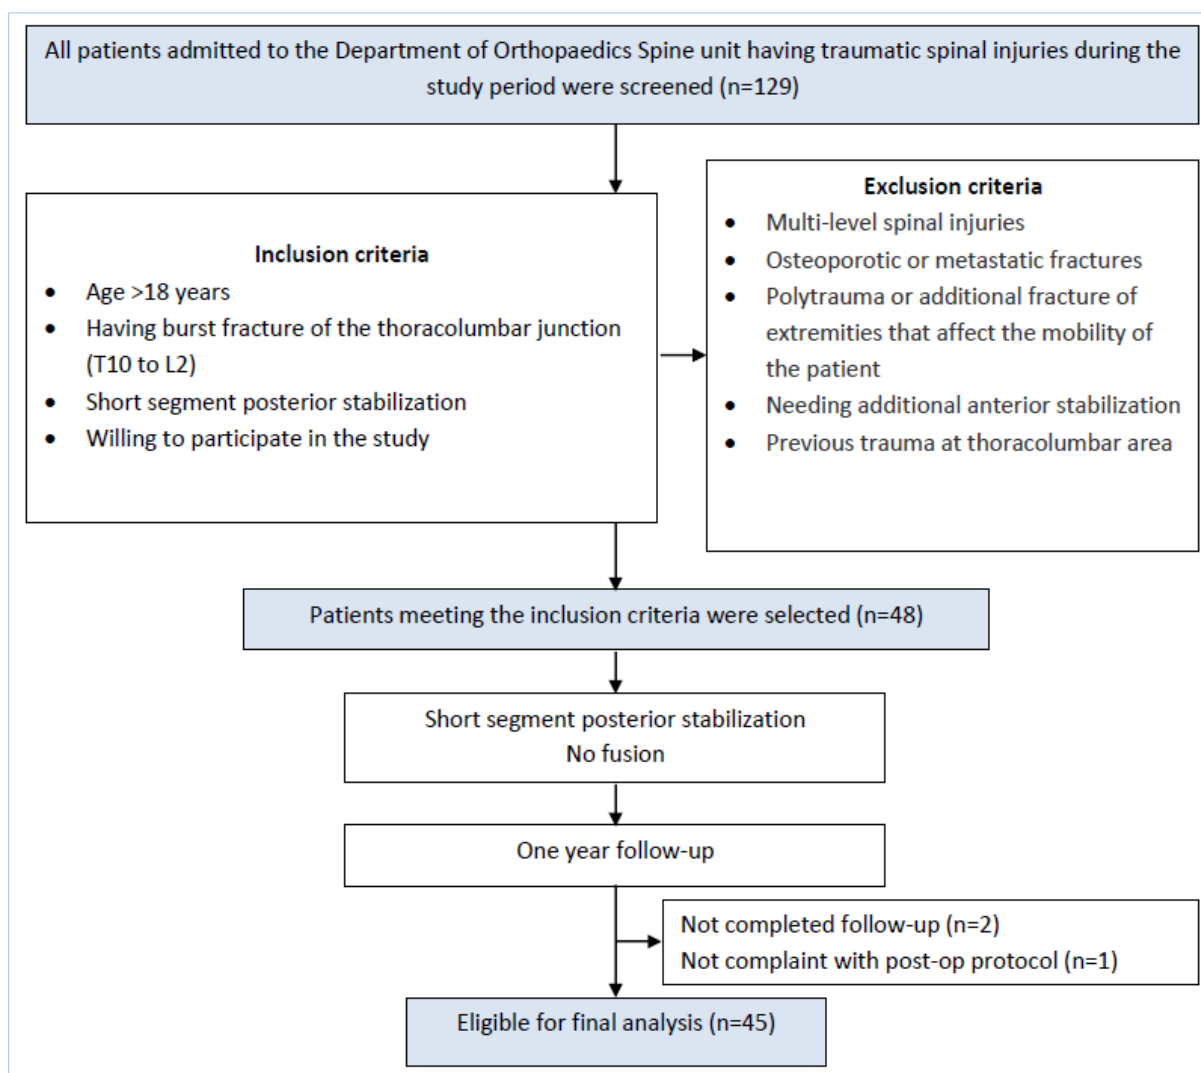 All patients admitted to the Department of Orthopaedics Spine unit having traumatic spinal injuries during the
study period were screened (n=129)
Inclusion criteria
• Age >18 years
• Having burst fracture of the thoracolumbar junction
(T10 to L2)
• Short segment posterior stabilization
• Willing to participate in the study
Exclusion criteria
• Multi-level spinal injuries
• Osteoporotic or metastatic fractures
• Polytrauma or additional fracture of
extremities that affect the mobility of
the patient
• Needing additional anterior stabilization
• Previous trauma at thoracolumbar area
Patients meeting the inclusion criteria were selected (n=48)
Short segment posterior stabilization
No fusion
One year follow-up
Not completed follow-up (n=2)
Not complaint with post-op protocol (n=1)
Eligible for final analysis (n=45)